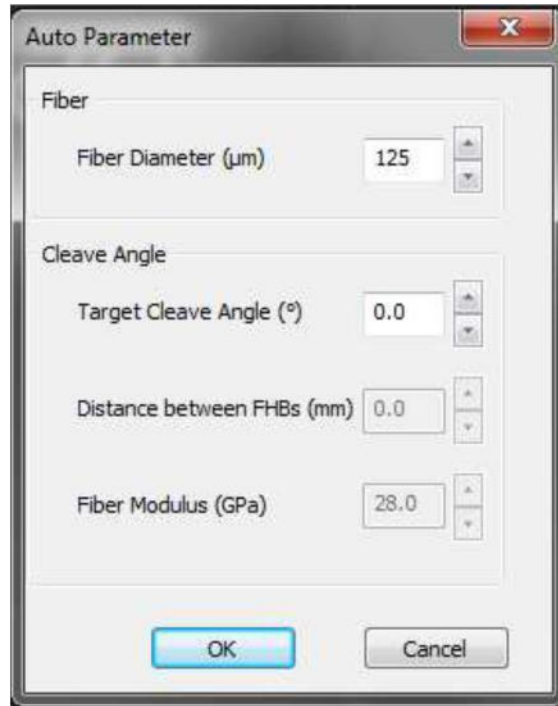 Auto Parameter
Fiber
Fiber Diameter (µm) 125
Cleave Angle
Target Cleave Angle (º) 0.0
Distance between FHBs (mm) 0.0
Fiber Modulus (GPa) 28.0
OK Cancel